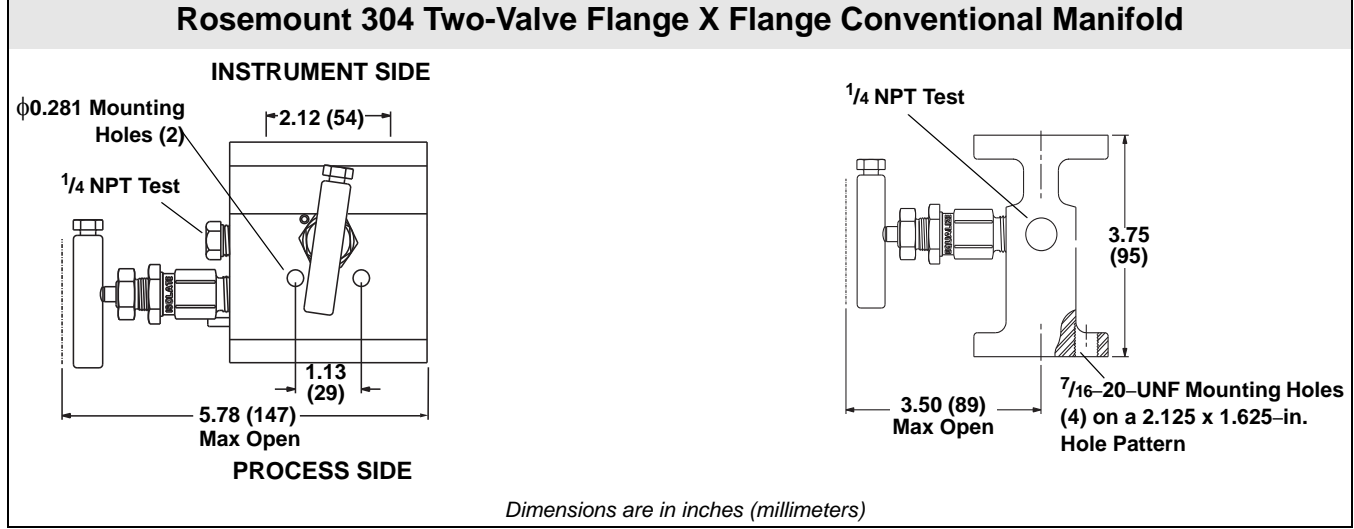 Rosemount 304 Two-Valve Flange X Flange Conventional Manifold
INSTRUMENT SIDE
ϕ0.281 Mounting
Holes (2)
2.12 (54)
1/4 NPT Test
ISOLATE
1.13
(29)
5.78 (147)
Max Open
PROCESS SIDE
1/4 NPT Test
EQUALIZE
3.75
(95)
3.50 (89)
Max Open
7/16–20–UNF Mounting Holes
(4) on a 2.125 x 1.625–in.
Hole Pattern
Dimensions are in inches (millimeters)